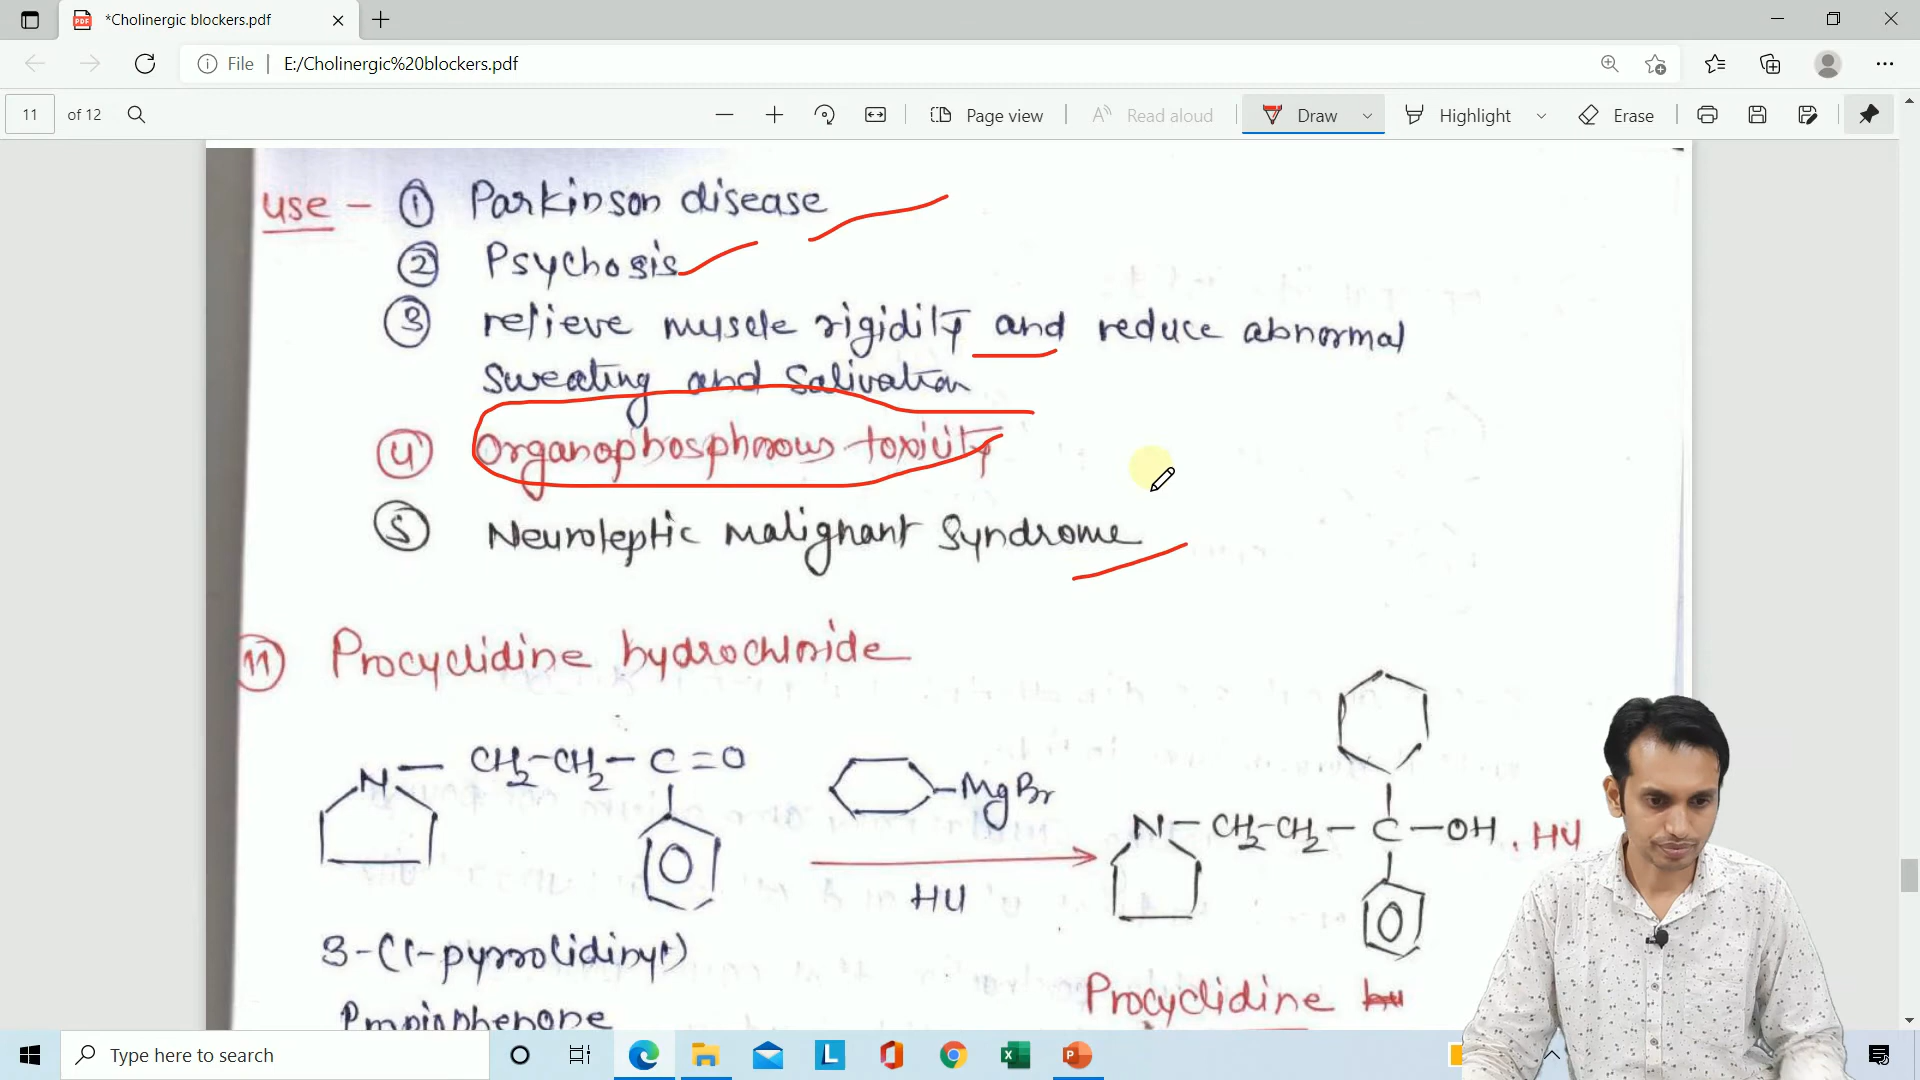 *Cholinergic blockers.pdf
File | E:/Cholinergic%20blockers.pdf
11 of 12
Page view
Read aloud
Draw
Highlight
Erase
use - ① Parkinson disease
② Psychosis
③ relieve muscle rigidity and reduce abnormal
sweating and salivation
④ Organophosphrous toxicity
⑤ Neuroleptic malignant Syndrome
⑪ Procyclidine hydrochloride
N - CH2-CH2 - C = O
-MgBr
HCl
N - CH2-CH2 - C - OH . HCl
3-(1-pyrrolidinyl)
Propiophenone
Procyclidine
Type here to search